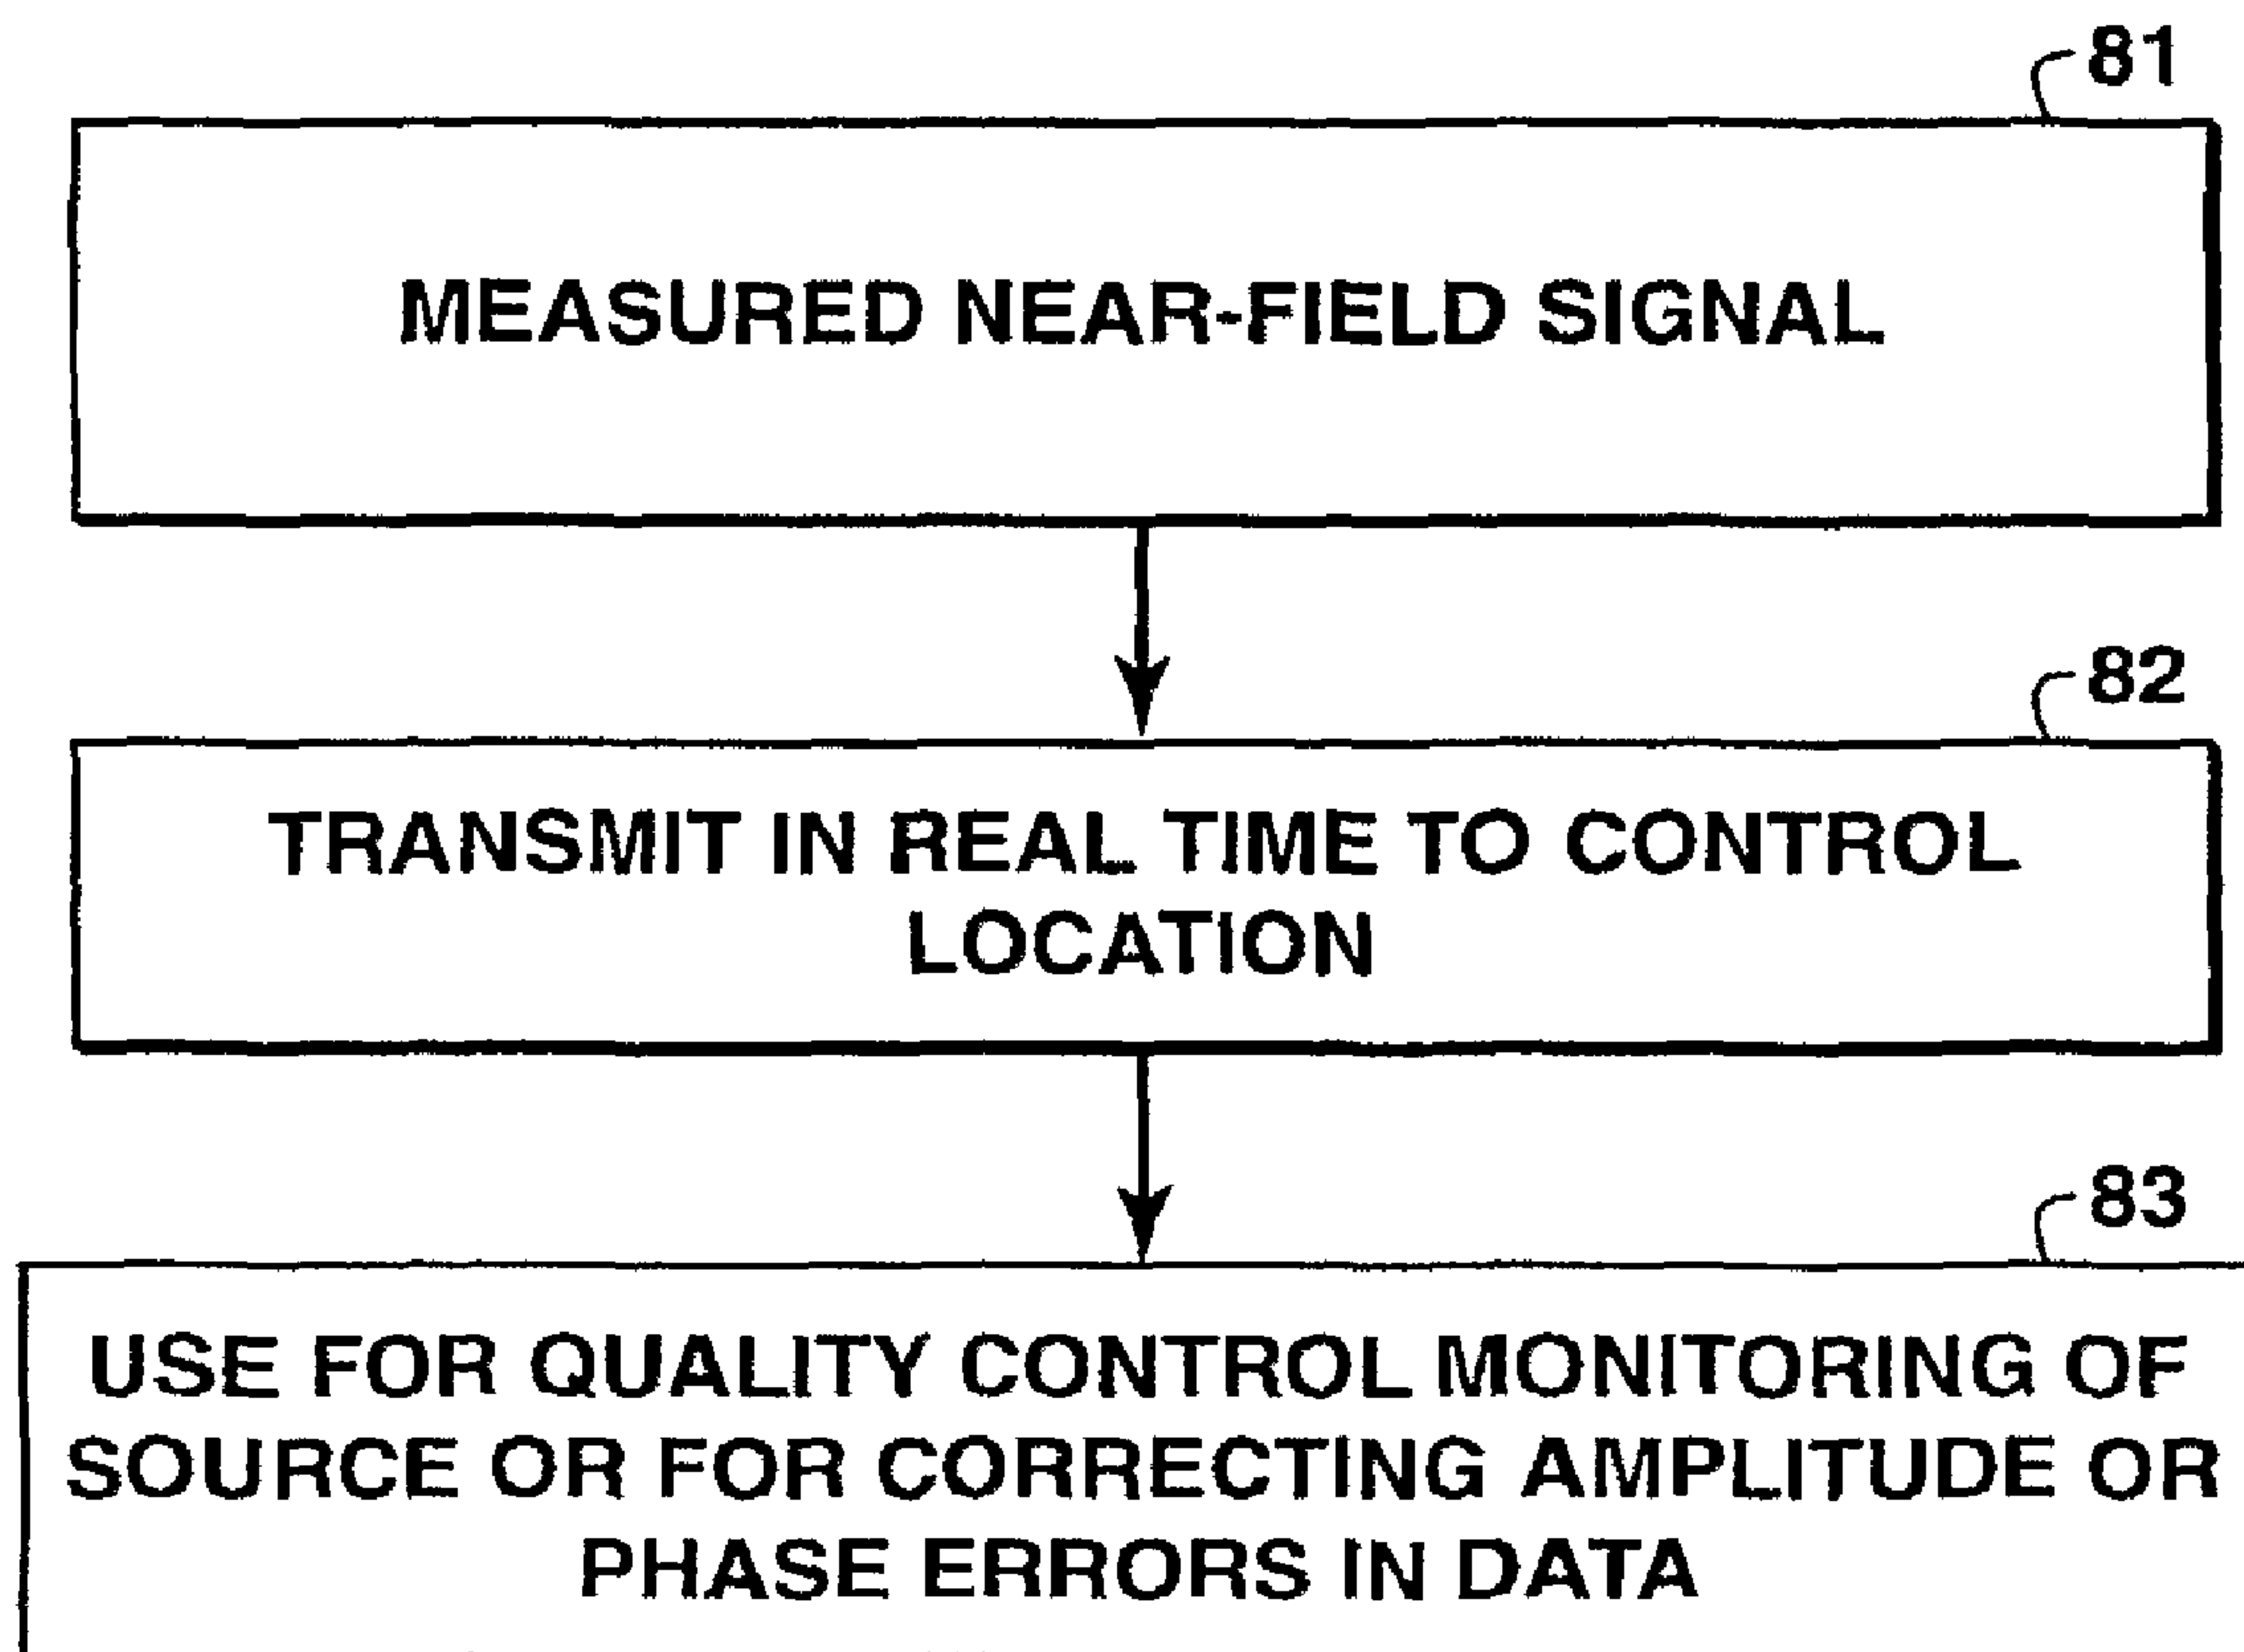 81
MEASURED NEAR-FIELD SIGNAL
82
TRANSMIT IN REAL TIME TO CONTROL
LOCATION
83
USE FOR QUALITY CONTROL MONITORING OF
SOURCE OR FOR CORRECTING AMPLITUDE OR
PHASE ERRORS IN DATA